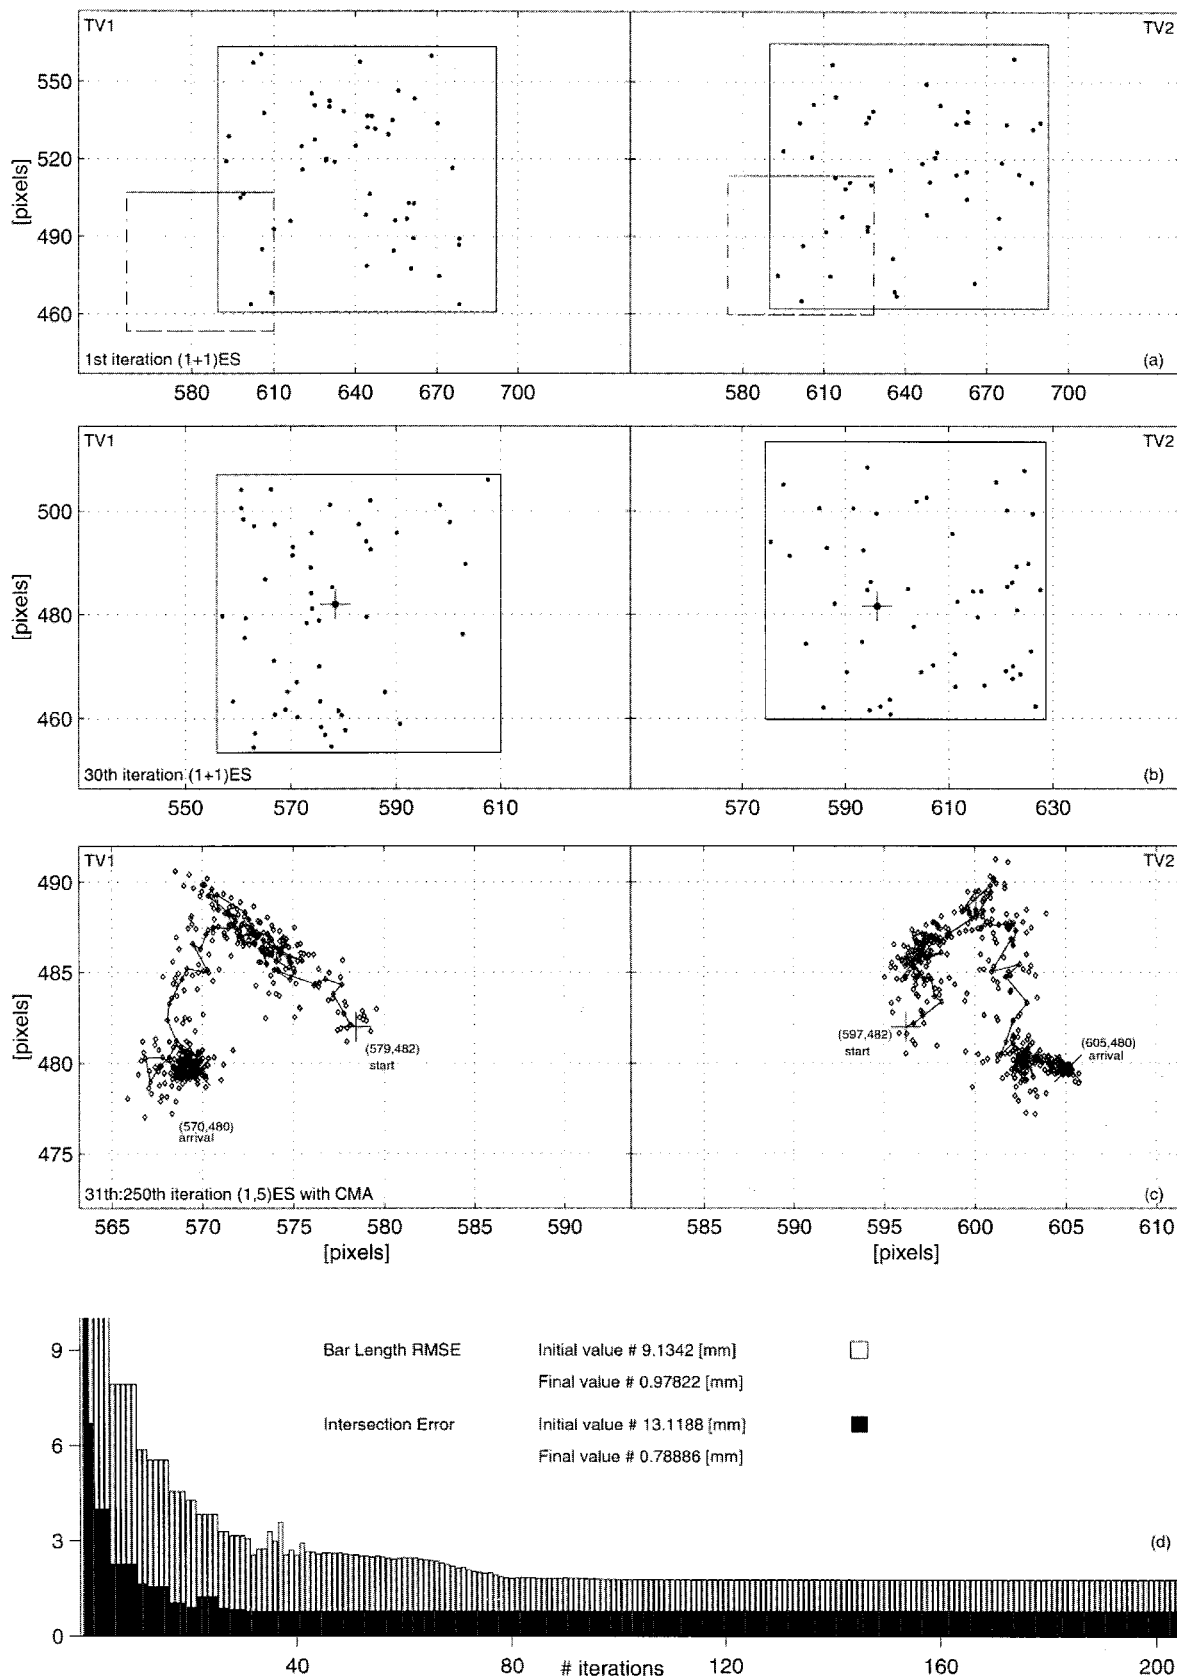 TV1
TV2
550
520
490
460
[pixels]
1st iteration (1+1)ES
(a)
580 610 640 670 700
580 610 640 670 700
TV1
TV2
500
480
460
[pixels]
30th iteration (1+1)ES
(b)
550 570 590 610
570 590 610 630
TV1
TV2
490
485
480
475
[pixels]
(579,482)
start
(570,480)
arrival
(597,482)
start
(605,480)
arrival
31th:250th iteration (1,5)ES with CMA
(c)
565 570 575 580 585 590
585 590 595 600 605 610
[pixels]
[pixels]
9
6
3
0
Bar Length RMSE Initial value # 9.1342 [mm]
Final value # 0.97822 [mm]
Intersection Error Initial value # 13.1188 [mm]
Final value # 0.78886 [mm]
(d)
40 80 120 160 200
# iterations